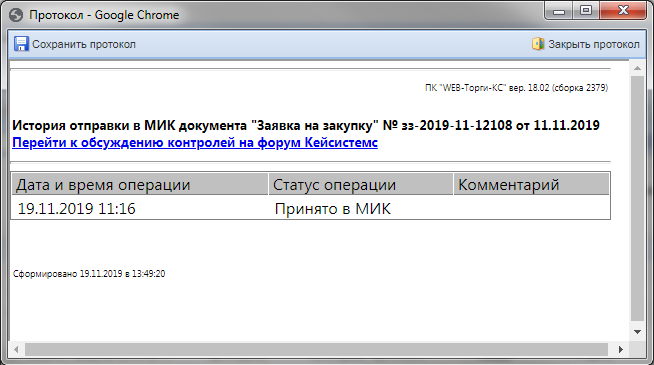 Протокол - Google Chrome
Сохранить протокол Закрыть протокол
ПК "WEB-Торги-КС" вер. 18.02 (сборка 2379)
История отправки в МИК документа "Заявка на закупку" № зз-2019-11-12108 от 11.11.2019
Перейти к обсуждению контролей на форум Кейсистемс
Дата и время операции Статус операции Комментарий
19.11.2019 11:16 Принято в МИК
Сформировано 19.11.2019 в 13:49:20